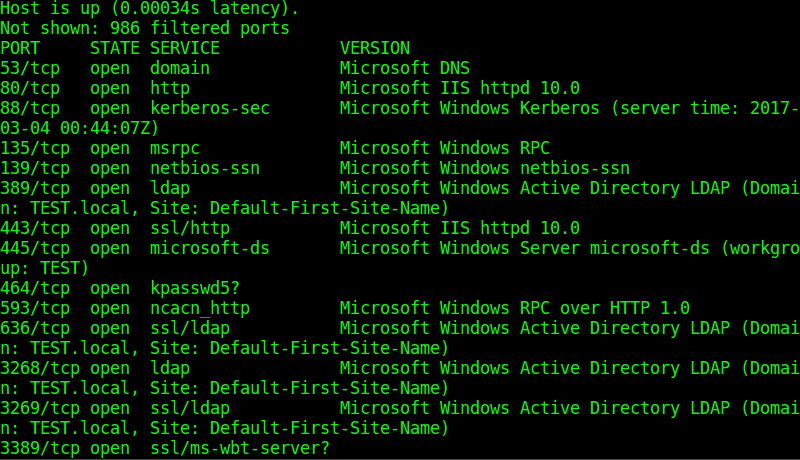 Host is up (0.00034s latency).
Not shown: 986 filtered ports
PORT     STATE SERVICE            VERSION
53/tcp   open  domain             Microsoft DNS
80/tcp   open  http               Microsoft IIS httpd 10.0
88/tcp   open  kerberos-sec       Microsoft Windows Kerberos (server time: 2017-
03-04 00:44:07Z)
135/tcp  open  msrpc              Microsoft Windows RPC
139/tcp  open  netbios-ssn        Microsoft Windows netbios-ssn
389/tcp  open  ldap               Microsoft Windows Active Directory LDAP (Domai
n: TEST.local, Site: Default-First-Site-Name)
443/tcp  open  ssl/http           Microsoft IIS httpd 10.0
445/tcp  open  microsoft-ds       Microsoft Windows Server microsoft-ds (workgro
up: TEST)
464/tcp  open  kpasswd5?
593/tcp  open  ncacn_http         Microsoft Windows RPC over HTTP 1.0
636/tcp  open  ssl/ldap           Microsoft Windows Active Directory LDAP (Domai
n: TEST.local, Site: Default-First-Site-Name)
3268/tcp open  ldap               Microsoft Windows Active Directory LDAP (Domai
n: TEST.local, Site: Default-First-Site-Name)
3269/tcp open  ssl/ldap           Microsoft Windows Active Directory LDAP (Domai
n: TEST.local, Site: Default-First-Site-Name)
3389/tcp open  ssl/ms-wbt-server?